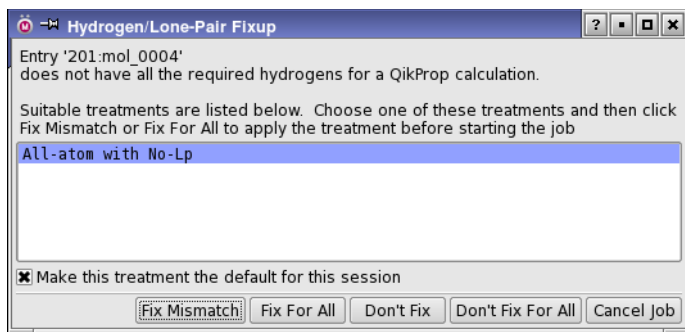 Hydrogen/Lone-Pair Fixup
Entry '201:mol_0004'
does not have all the required hydrogens for a QikProp calculation.
Suitable treatments are listed below.  Choose one of these treatments and then click
Fix Mismatch or Fix For All to apply the treatment before starting the job
All-atom with No-Lp
Make this treatment the default for this session
Fix Mismatch Fix For All Don't Fix Don't Fix For All Cancel Job